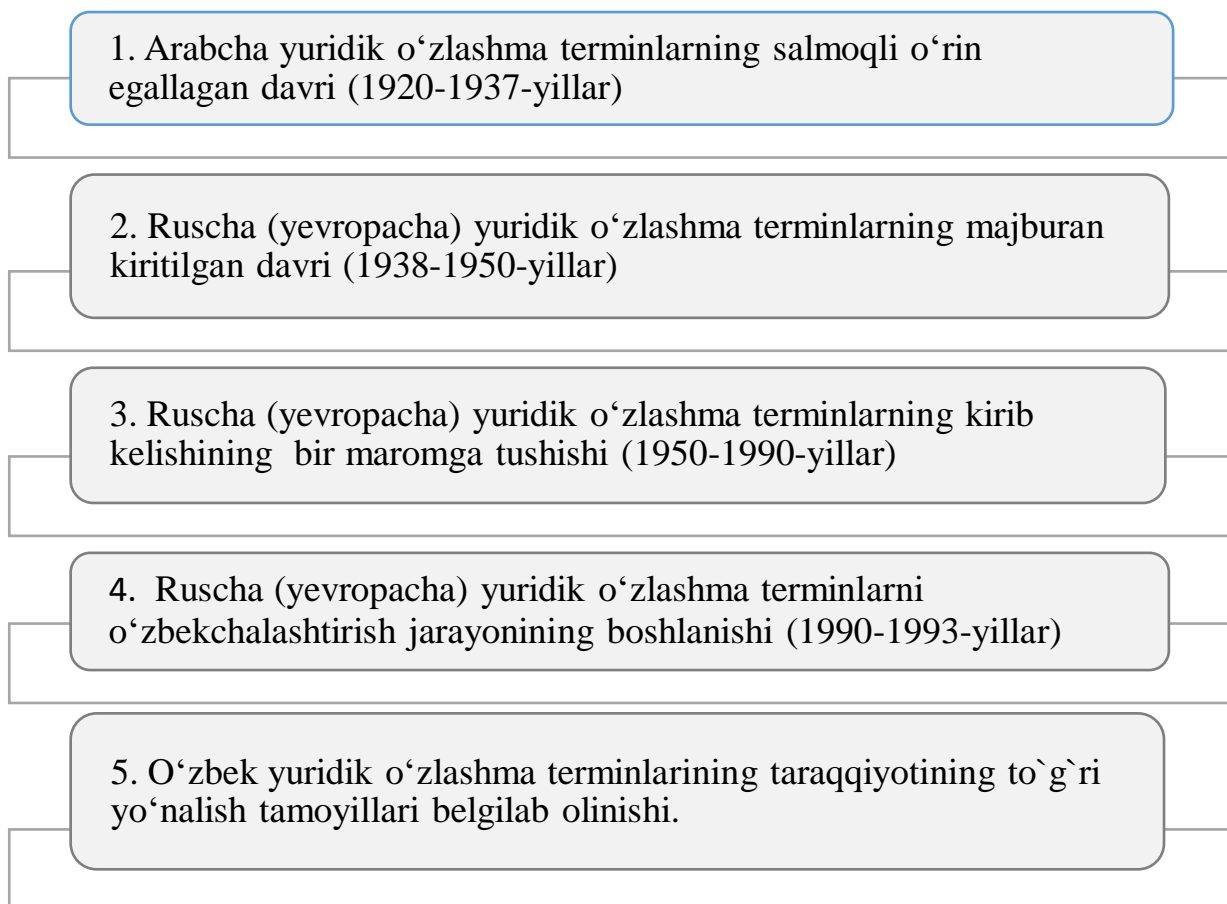 1. Arabcha yuridik o‘zlashma terminlarning salmoqli o‘rin
egallagan davri (1920-1937-yillar)
2. Ruscha (yevropacha) yuridik o‘zlashma terminlarning majburan
kiritilgan davri (1938-1950-yillar)
3. Ruscha (yevropacha) yuridik o‘zlashma terminlarning kirib
kelishining bir maromga tushishi (1950-1990-yillar)
4. Ruscha (yevropacha) yuridik o‘zlashma terminlarni
o‘zbekchalashtirish jarayonining boshlanishi (1990-1993-yillar)
5. O‘zbek yuridik o‘zlashma terminlarining taraqqiyotining to`g`ri
yo‘nalish tamoyillari belgilab olinishi.